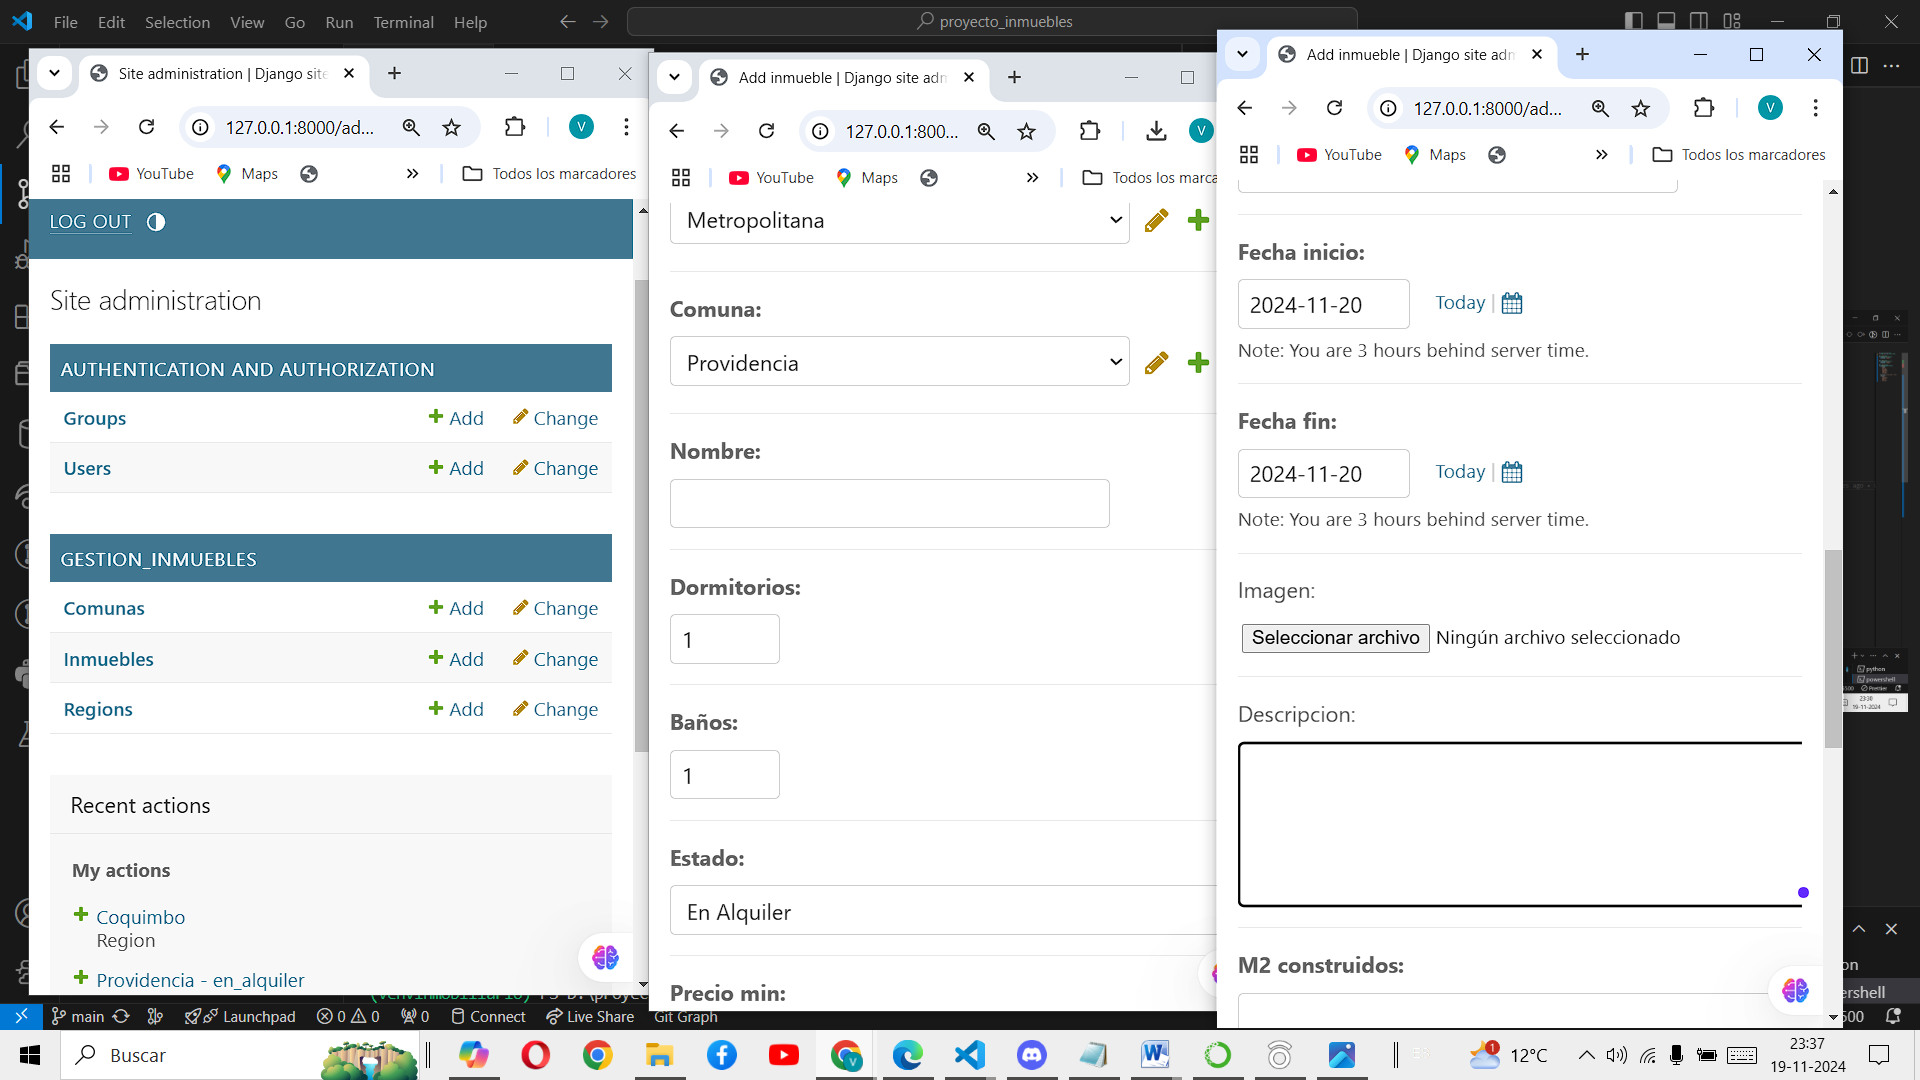 File Edit Selection View Go Run Terminal Help
proyecto_inmuebles
Site administration | Django site
127.0.0.1:8000/ad...
YouTube Maps » Todos los marcadores
LOG OUT
Site administration
AUTHENTICATION AND AUTHORIZATION
Groups Add Change
Users Add Change
GESTION_INMUEBLES
Comunas Add Change
Inmuebles Add Change
Regions Add Change
Recent actions
My actions
Coquimbo
Region
Providencia - en_alquiler
Add inmueble | Django site adm
127.0.0.1:800...
V
YouTube Maps » Todos los marca
Metropolitana
Comuna:
Providencia
Nombre:
Dormitorios:
1
Baños:
1
Estado:
En Alquiler
Precio min:
Add inmueble | Django site adm
127.0.0.1:8000/ad...
V
YouTube Maps » Todos los marcadores
Fecha inicio:
2024-11-20 Today |
Note: You are 3 hours behind server time.
Fecha fin:
2024-11-20 Today |
Note: You are 3 hours behind server time.
Imagen:
Seleccionar archivo Ningún archivo seleccionado
Descripcion:
M2 construidos:
main Launchpad 0 0 0 Connect Live Share Git Graph
Buscar
1 12°C
23:37
19-11-2024